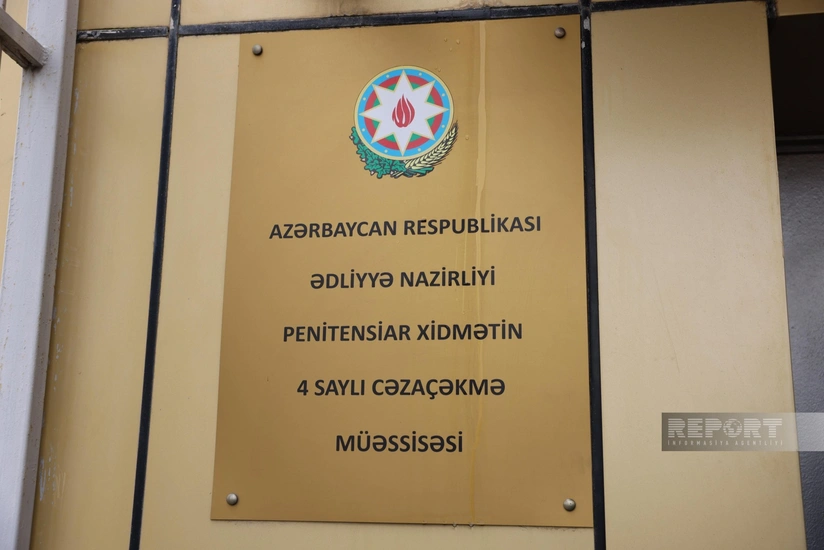 AZƏRBAYCAN RESPUBLİKASI
ƏDLİYYƏ NAZİRLİYİ
PENİTENSİAR XİDMƏTİN
4 SAYLI CƏZAÇƏKMƏ
MÜƏSSİSƏSİ
REPORT
İNFORMASİYA AGENTLİYİ